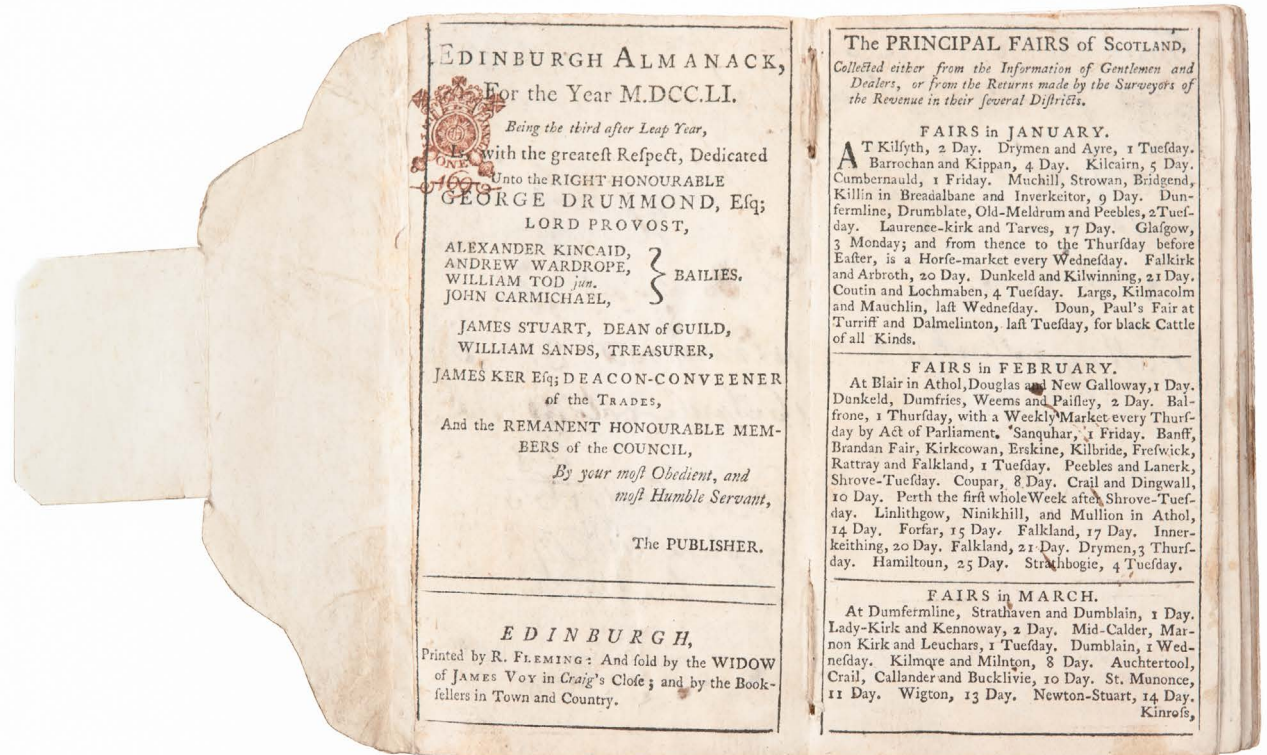 EDINBURGH ALMANACK,
For the Year M.DCC.LI.
Being the third after Leap Year,
Is, with the greateſt Reſpect, Dedicated
Unto the RIGHT HONOURABLE
GEORGE DRUMMOND, Eſq;
LORD PROVOST,
ALEXANDER KINCAID,
ANDREW WARDROPE,
WILLIAM TOD jun.
JOHN CARMICHAEL,
BAILIES.
JAMES STUART, DEAN of GUILD,
WILLIAM SANDS, TREASURER,
JAMES KER Eſq; DEACON-CONVEENER
of the TRADES,
And the REMANENT HONOURABLE MEM-
BERS of the COUNCIL,
By your moſt Obedient, and
moſt Humble Servant,
The PUBLISHER.
EDINBURGH,
Printed by R. FLEMING: And ſold by the WIDOW
of JAMES VOY in Craig's Cloſe; and by the Book-
ſellers in Town and Country.
ONE
The PRINCIPAL FAIRS of SCOTLAND,
Collected either from the Information of Gentlemen and
Dealers, or from the Returns made by the Surveyors of
the Revenue in their ſeveral Diſtricts.
FAIRS in JANUARY.
AT Kilſyth, 2 Day. Drymen and Ayre, 1 Tueſday.
Barrochan and Kippan, 4 Day. Kilcairn, 5 Day.
Cumbernauld, 1 Friday. Muchill, Strowan, Bridgend,
Killin in Breadalbane and Inverkeitor, 9 Day. Dun-
fermline, Drumblate, Old-Meldrum and Peebles, 2 Tueſ-
day. Laurence-kirk and Tarves, 17 Day. Glaſgow,
3 Monday; and from thence to the Thurſday before
Eaſter, is a Horſe-market every Wedneſday. Falkirk
and Arbroth, 20 Day. Dunkeld and Kilwinning, 21 Day.
Coutin and Lochmaben, 4 Tueſday. Largs, Kilmacolm
and Mauchlin, laſt Wedneſday. Doun, Paul's Fair at
Turriff and Dalmelinton, laſt Tueſday, for black Cattle
of all Kinds.
FAIRS in FEBRUARY.
At Blair in Athol, Douglas and New Galloway, 1 Day.
Dunkeld, Dumfries, Weems and Paiſley, 2 Day. Bal-
frone, 1 Thurſday, with a Weekly Market every Thurſ-
day by Act of Parliament. Sanquhar, 1 Friday. Banff,
Brandan Fair, Kirkcowan, Erskine, Kilbride, Freſwick,
Rattray and Falkland, 1 Tueſday. Peebles and Lanerk,
Shrove-Tueſday. Coupar, 8 Day. Crail and Dingwall,
10 Day. Perth the firſt whole Week after Shrove-Tueſ-
day. Linlithgow, Ninikhill, and Mullion in Athol,
14 Day. Forfar, 15 Day. Falkland, 17 Day. Inner-
keithing, 20 Day. Falkland, 21 Day. Drymen, 3 Thurſ-
day. Hamiltoun, 25 Day. Strathbogie, 4 Tueſday.
FAIRS in MARCH.
At Dumfermline, Strathaven and Dumblain, 1 Day.
Lady-Kirk and Kennoway, 2 Day. Mid-Calder, Mar-
non Kirk and Leuchars, 1 Tueſday. Dumblain, 1 Wed-
neſday. Kilmore and Milnton, 8 Day. Auchtertool,
Crail, Callander and Bucklivie, 10 Day. St. Munonce,
11 Day. Wigton, 13 Day. Newton-Stuart, 14 Day.
Kinroſs,